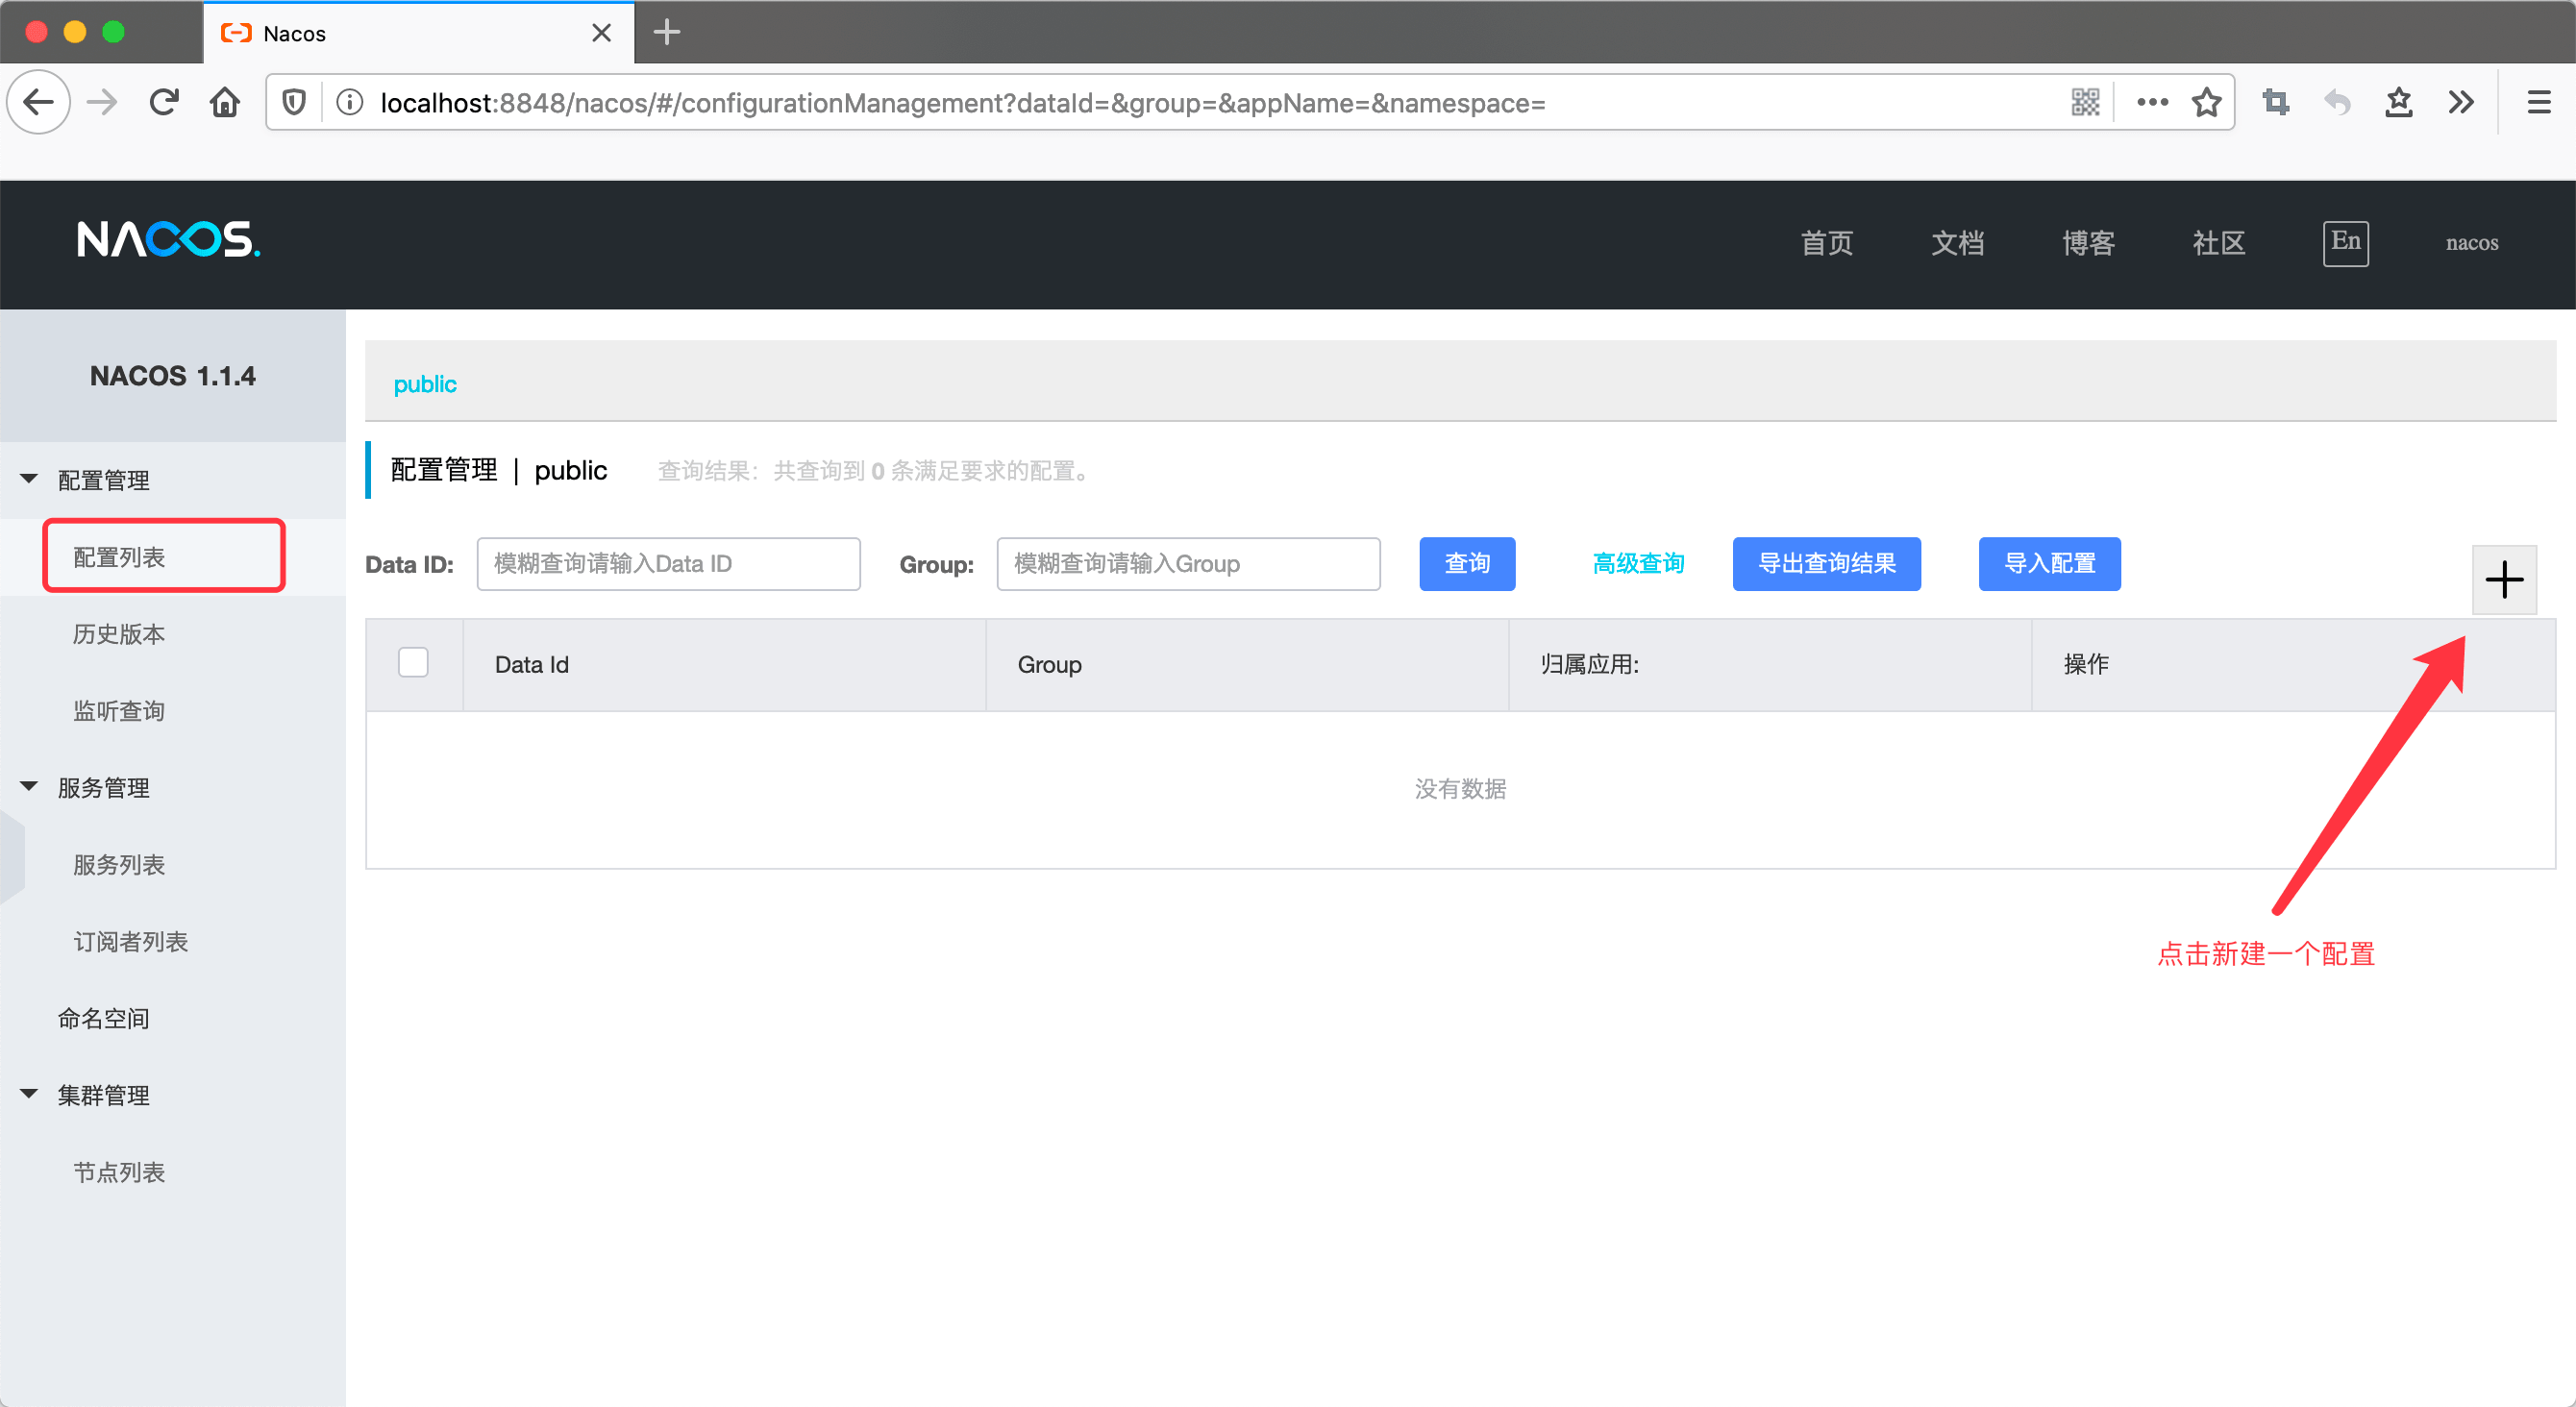 Nacos
localhost:8848/nacos/#/configurationManagement?dataId=&group=&appName=&namespace=
NACOS.
首页 文档 博客 社区 En nacos
NACOS 1.1.4
配置管理
配置列表
历史版本
监听查询
服务管理
服务列表
订阅者列表
命名空间
集群管理
节点列表
public
配置管理 | public 查询结果：共查询到 0 条满足要求的配置。
Data ID: 模糊查询请输入Data ID Group: 模糊查询请输入Group 查询 高级查询 导出查询结果 导入配置
Data Id Group 归属应用: 操作
没有数据
点击新建一个配置